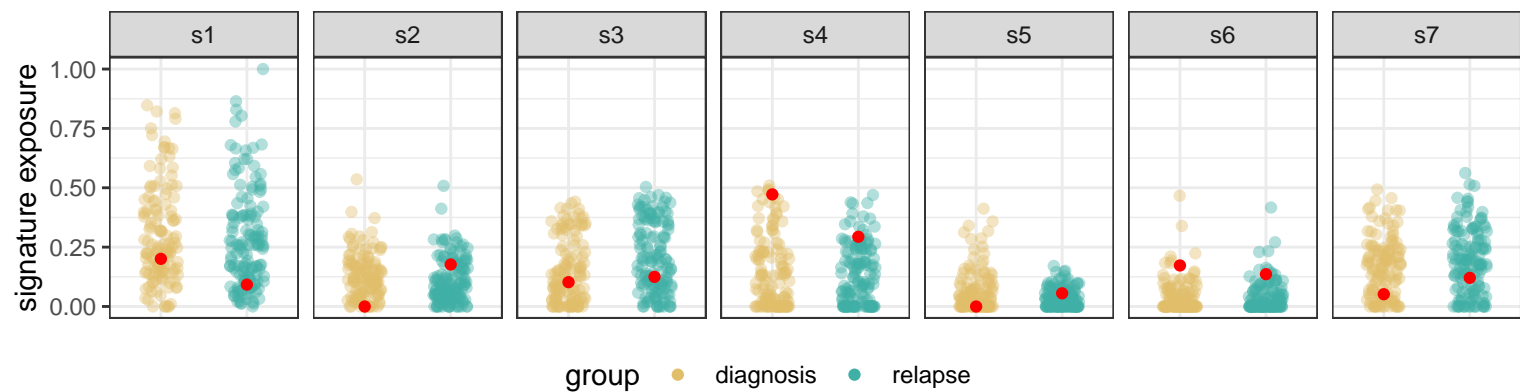 s1 s2 s3 s4 s5 s6 s7
signature exposure
1.00
0.75
0.50
0.25
0.00
group diagnosis relapse